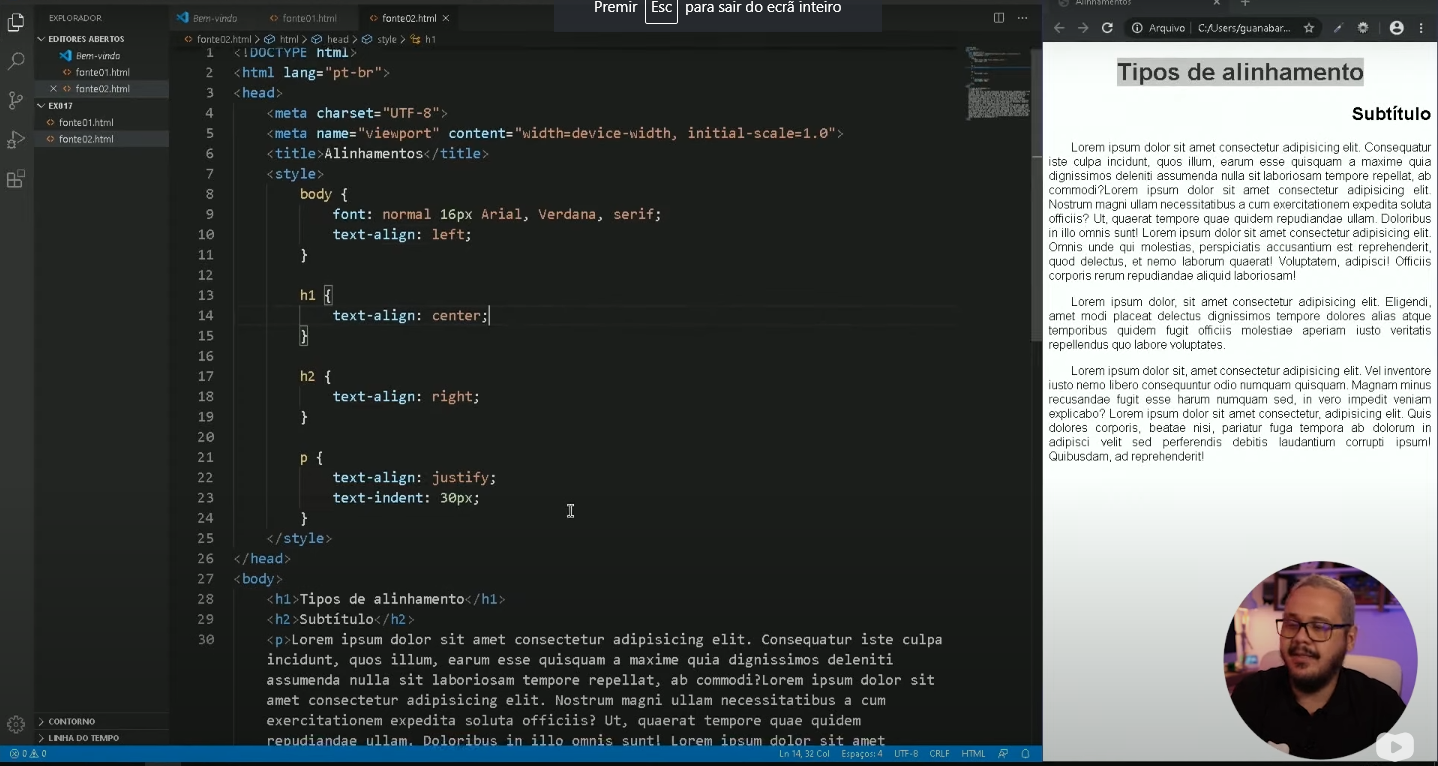 Premir Esc para sair do ecrã inteiro
EXPLORADOR
EDITORES ABERTOS
Bem-vindo
fonte01.html
fonte02.html
EX017
fonte01.html
fonte02.html
CONTORNO
LINHA DO TEMPO
Bem-vindo
fonte01.html
fonte02.html
fonte02.html > html > head > style > h1
1 <!DOCTYPE html>
2 <html lang="pt-br">
3 <head>
4 <meta charset="UTF-8">
5 <meta name="viewport" content="width=device-width, initial-scale=1.0">
6 <title>Alinhamentos</title>
7 <style>
8 body {
9 font: normal 16px Arial, Verdana, serif;
10 text-align: left;
11 }
12
13 h1 {
14 text-align: center;
15 }
16
17 h2 {
18 text-align: right;
19 }
20
21 p {
22 text-align: justify;
23 text-indent: 30px;
24 }
25 </style>
26 </head>
27 <body>
28 <h1>Tipos de alinhamento</h1>
29 <h2>Subtítulo</h2>
30 <p>Lorem ipsum dolor sit amet consectetur adipisicing elit. Consequatur iste culpa
incidunt, quos illum, earum esse quisquam a maxime quia dignissimos deleniti
assumenda nulla sit laboriosam tempore repellat, ab commodi?Lorem ipsum dolor sit
amet consectetur adipisicing elit. Nostrum magni ullam necessitatibus a cum
exercitationem expedita soluta officiis? Ut, quaerat tempore quae quidem
repudiandae ullam. Doloribus in illo omnis sunt! Lorem ipsum dolor sit amet
0 0
Ln 14, 32 Col
Espaços: 4
UTF-8
CRLF
HTML
Alinhamentos
Arquivo | C:/Users/guanabar...
Tipos de alinhamento
Subtítulo
Lorem ipsum dolor sit amet consectetur adipisicing elit. Consequatur
iste culpa incidunt, quos illum, earum esse quisquam a maxime quia
dignissimos deleniti assumenda nulla sit laboriosam tempore repellat, ab
commodi?Lorem ipsum dolor sit amet consectetur adipisicing elit.
Nostrum magni ullam necessitatibus a cum exercitationem expedita soluta
officiis? Ut, quaerat tempore quae quidem repudiandae ullam. Doloribus
in illo omnis sunt! Lorem ipsum dolor sit amet consectetur adipisicing elit.
Omnis unde qui molestias, perspiciatis accusantium est reprehenderit,
quod delectus, et nemo laborum quaerat! Voluptatem, adipisci! Officiis
corporis rerum repudiandae aliquid laboriosam!
Lorem ipsum dolor, sit amet consectetur adipisicing elit. Eligendi,
amet modi placeat delectus dignissimos tempore dolores alias atque
temporibus quidem fugit officiis molestiae aperiam iusto veritatis
repellendus quo labore voluptates.
Lorem ipsum dolor sit, amet consectetur adipisicing elit. Vel inventore
iusto nemo libero consequuntur odio numquam quisquam. Magnam minus
recusandae fugit esse harum numquam sed, in vero impedit veniam
explicabo? Lorem ipsum dolor sit amet consectetur, adipisicing elit. Quis
dolores corporis, beatae nisi, pariatur fuga tempora ab dolorum in
adipisci velit sed perferendis debitis laudantium corrupti ipsum!
Quibusdam, ad reprehenderit!